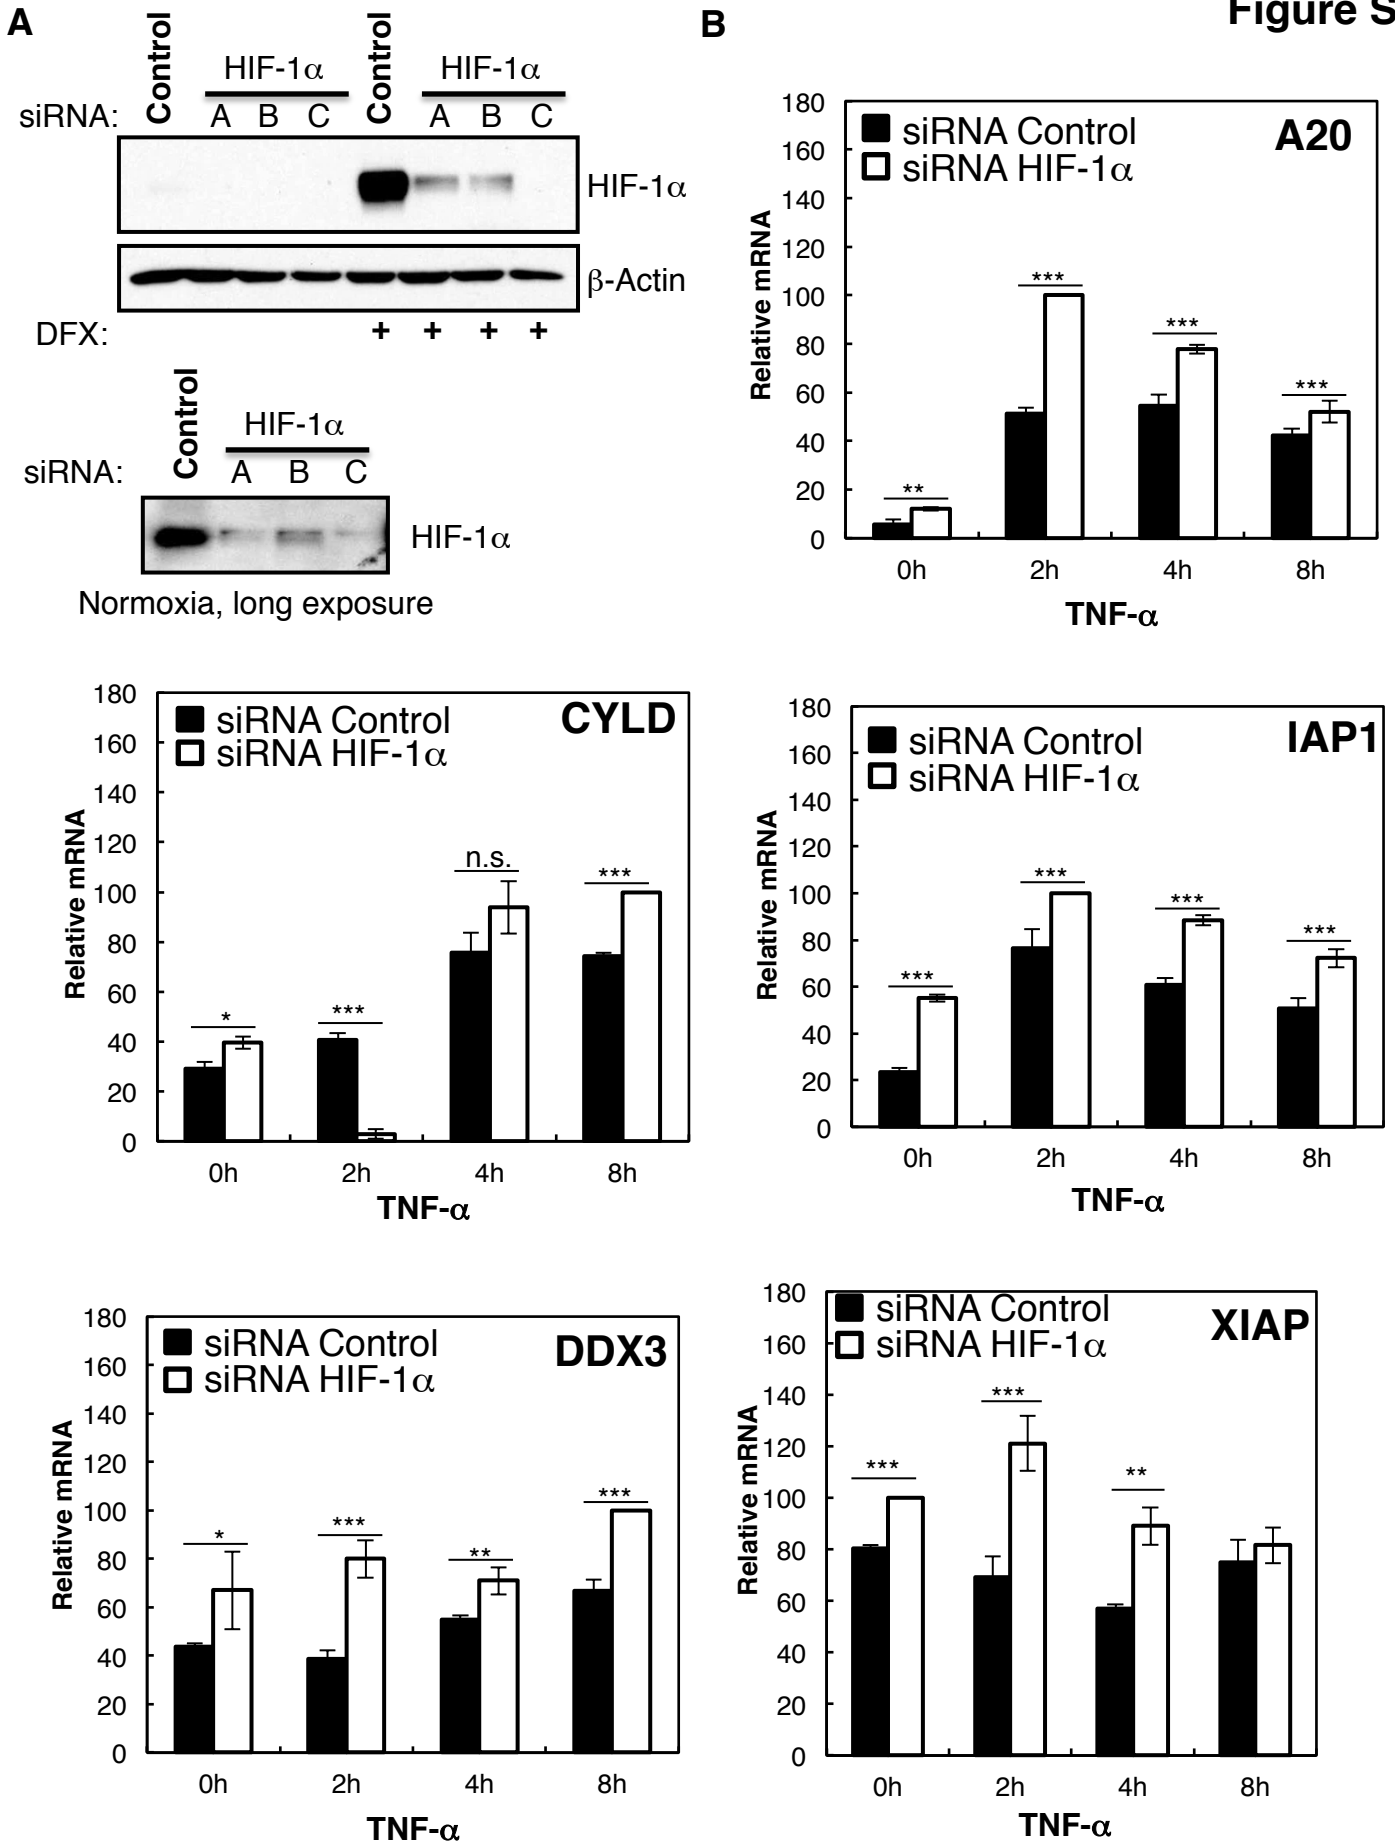 Figure S
A
Control
HIF-1α
Control
HIF-1α
siRNA: A B C A B C
HIF-1α
β-Actin
DFX: + + + +
Control
HIF-1α
siRNA: A B C
HIF-1α
Normoxia, long exposure
B
180
160
140
120
100
80
60
40
20
0
Relative mRNA
siRNA Control
siRNA HIF-1α
A20
**
***
***
***
0h 2h 4h 8h
TNF-α
180
160
140
120
100
80
60
40
20
0
Relative mRNA
siRNA Control
siRNA HIF-1α
CYLD
*
***
n.s.
***
0h 2h 4h 8h
TNF-α
180
160
140
120
100
80
60
40
20
0
Relative mRNA
siRNA Control
siRNA HIF-1α
IAP1
***
***
***
***
0h 2h 4h 8h
TNF-α
180
160
140
120
100
80
60
40
20
0
Relative mRNA
siRNA Control
siRNA HIF-1α
DDX3
*
***
**
***
0h 2h 4h 8h
TNF-α
180
160
140
120
100
80
60
40
20
0
Relative mRNA
siRNA Control
siRNA HIF-1α
XIAP
***
***
**
0h 2h 4h 8h
TNF-α